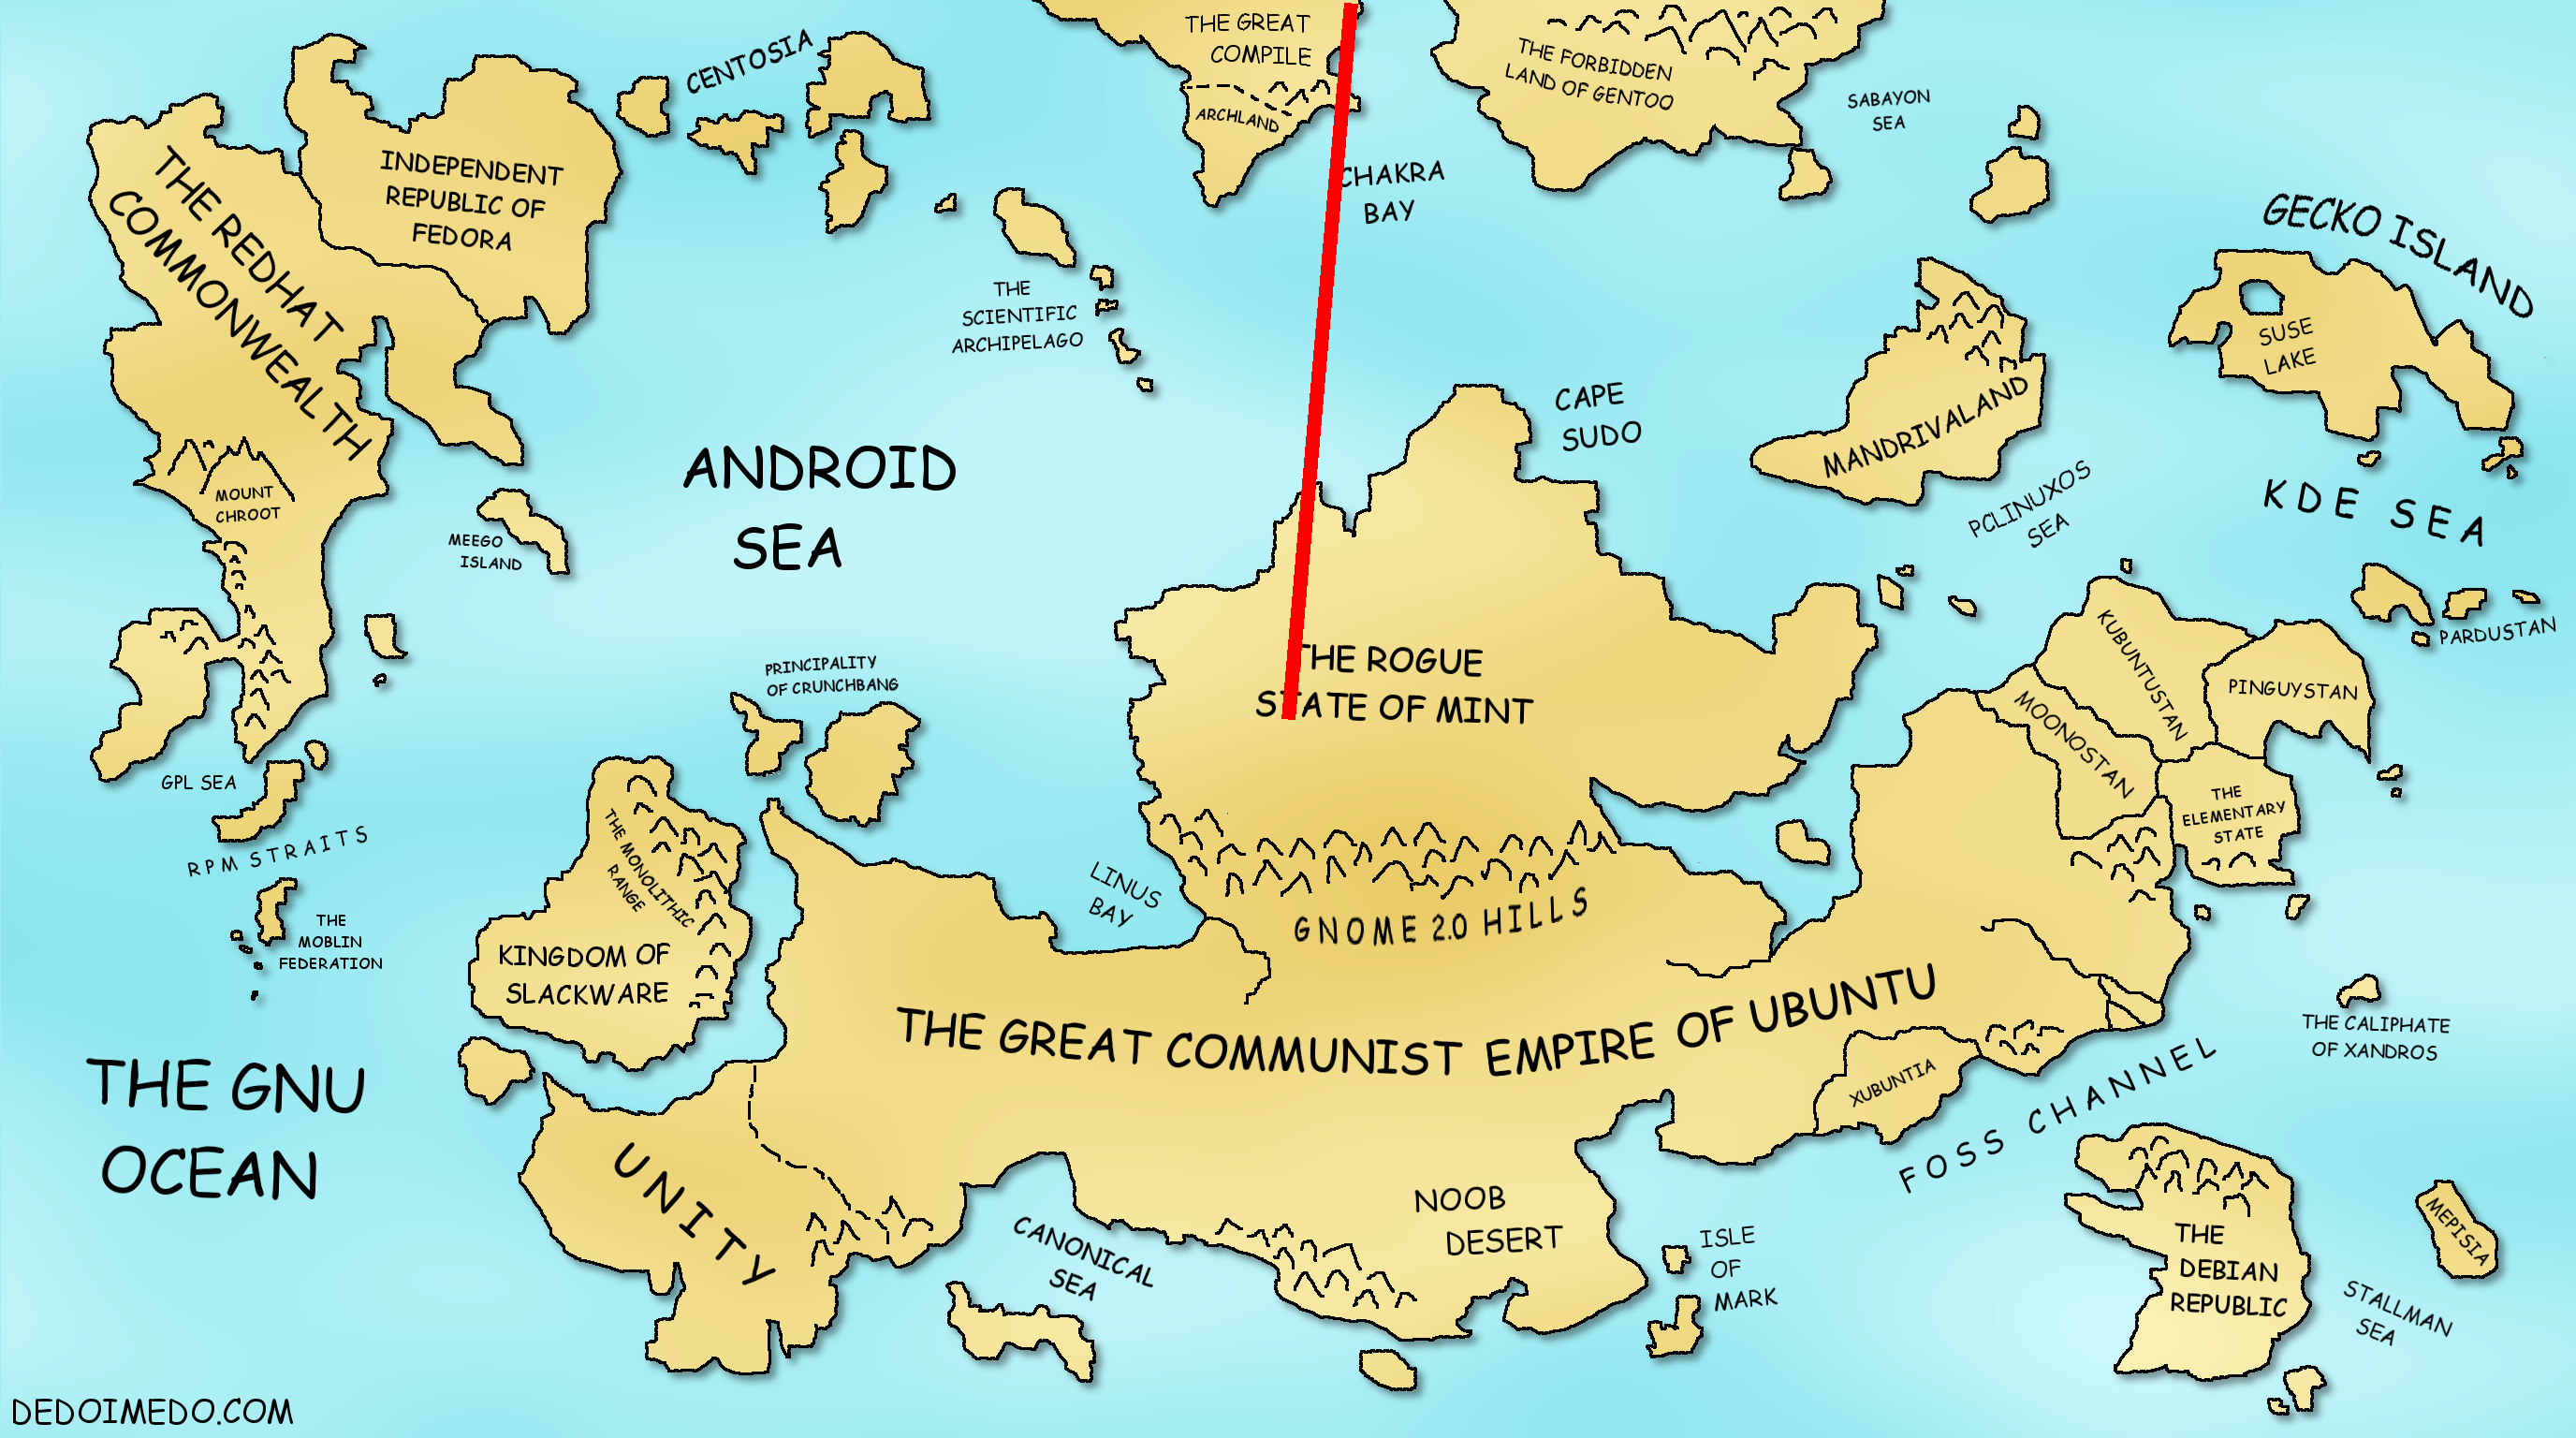 THE GREAT
COMPILE
ARCHLAND
THE FORBIDDEN
LAND OF GENTOO
SABAYON
SEA
CENTOSIA
INDEPENDENT
REPUBLIC OF
FEDORA
THE REDHAT
COMMONWEALTH
CHAKRA
BAY
GECKO ISLAND
SUSE
LAKE
THE
SCIENTIFIC
ARCHIPELAGO
CAPE
SUDO
MANDRIVALAND
ANDROID
SEA
MOUNT
CHROOT
MEEGO
ISLAND
PCLINUXOS
SEA
KDE SEA
PARDUSTAN
KUBUNTUSTAN
PINGUYSTAN
MOONOSTAN
THE
ELEMENTARY
STATE
THE ROGUE
STATE OF MINT
PRINCIPALITY
OF CRUNCHBANG
GPL SEA
RPM STRAITS
THE
MOBLIN
FEDERATION
THE MONOLITHIC
RANGE
KINGDOM OF
SLACKWARE
LINUS
BAY
GNOME 2.0 HILLS
THE GREAT COMMUNIST EMPIRE OF UBUNTU
THE CALIPHATE
OF XANDROS
XUBUNTIA
FOSS CHANNEL
THE GNU
OCEAN
UNITY
NOOB
DESERT
CANONICAL
SEA
ISLE
OF
MARK
THE
DEBIAN
REPUBLIC
MEPISIA
STALLMAN
SEA
DEDOIMEDO.COM